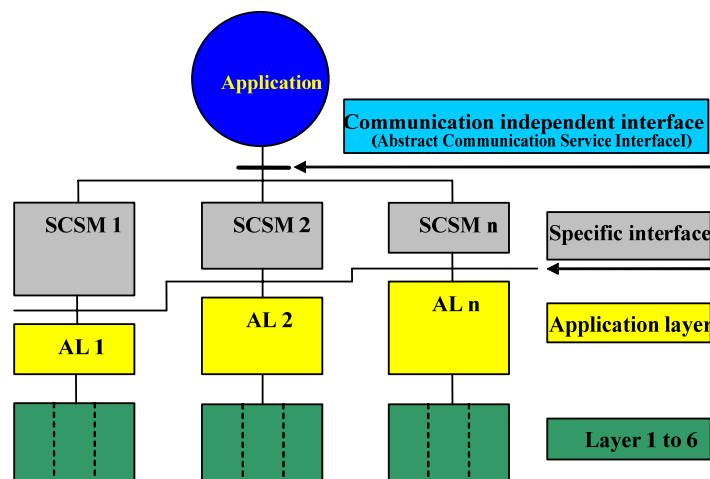 Application
Communication independent interface
(Abstract Communication Service InterfaceI)
SCSM 1
SCSM 2
SCSM n
Specific interface
AL 1
AL 2
AL n
Application layer
Layer 1 to 6